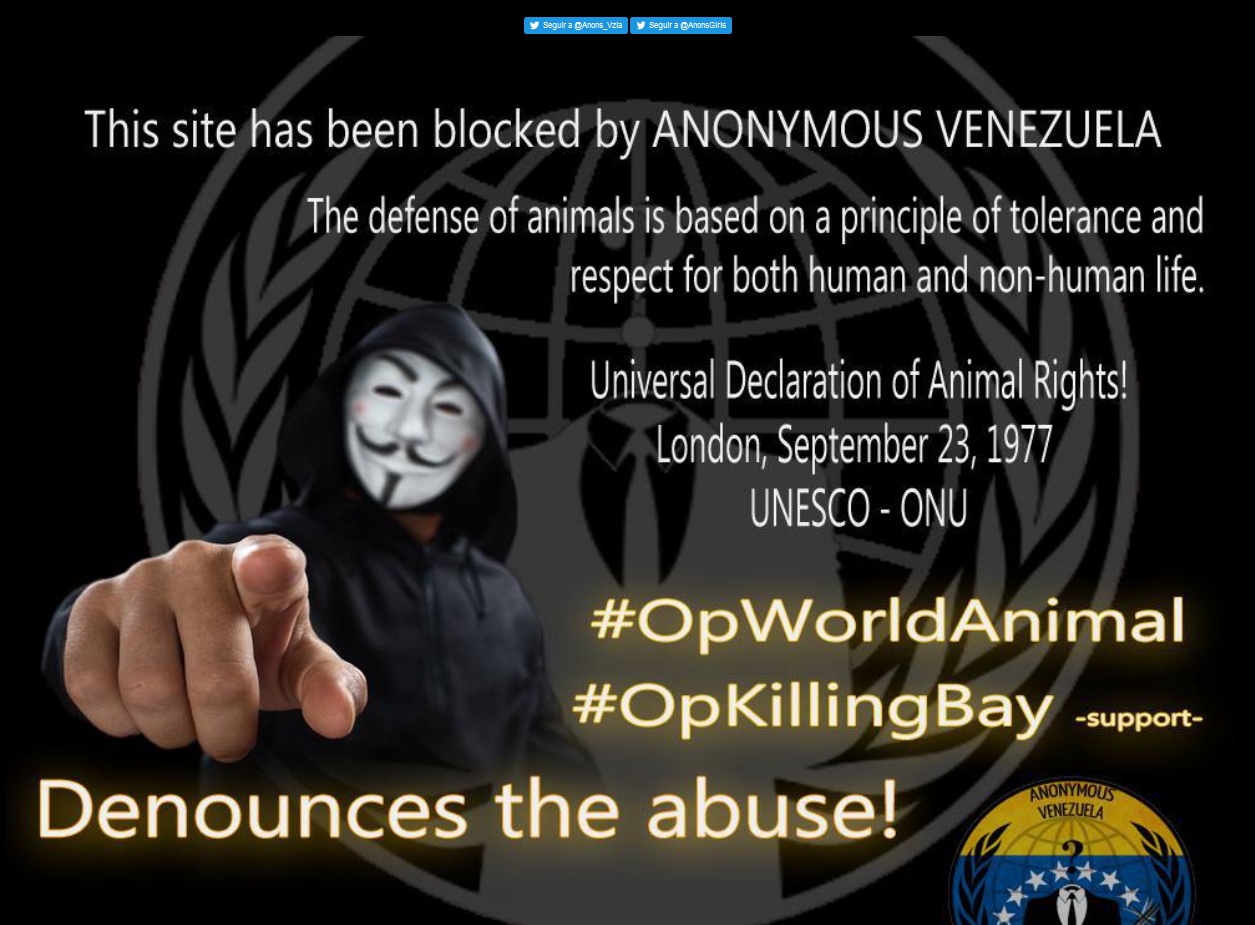 Seguir a @Anons_Vzla
Seguir a @AnonsGirls
This site has been blocked by ANONYMOUS VENEZUELA
The defense of animals is based on a principle of tolerance and
respect for both human and non-human life.
Universal Declaration of Animal Rights!
London, September 23, 1977
UNESCO - ONU
#OpWorldAnimal
#OpKillingBay -support-
Denounces the abuse!
ANONYMOUS
VENEZUELA
?